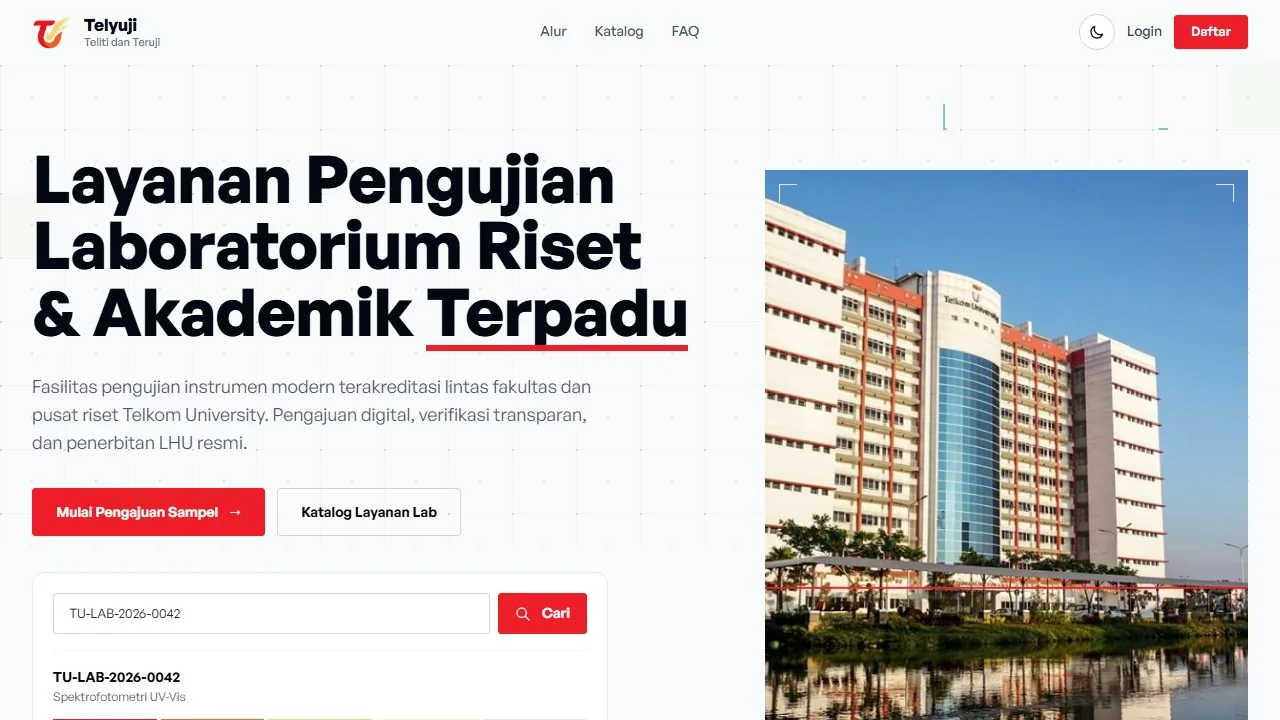 Telyuji
Teliti dan Teruji
Alur
Katalog
FAQ
Login
Daftar
Layanan Pengujian
Laboratorium Riset
& Akademik Terpadu
Fasilitas pengujian instrumen modern terakreditasi lintas fakultas dan
pusat riset Telkom University. Pengajuan digital, verifikasi transparan,
dan penerbitan LHU resmi.
Mulai Pengajuan Sampel →
Katalog Layanan Lab
TU-LAB-2026-0042
Cari
TU-LAB-2026-0042
Spektrofotometri UV-Vis
Telkom University